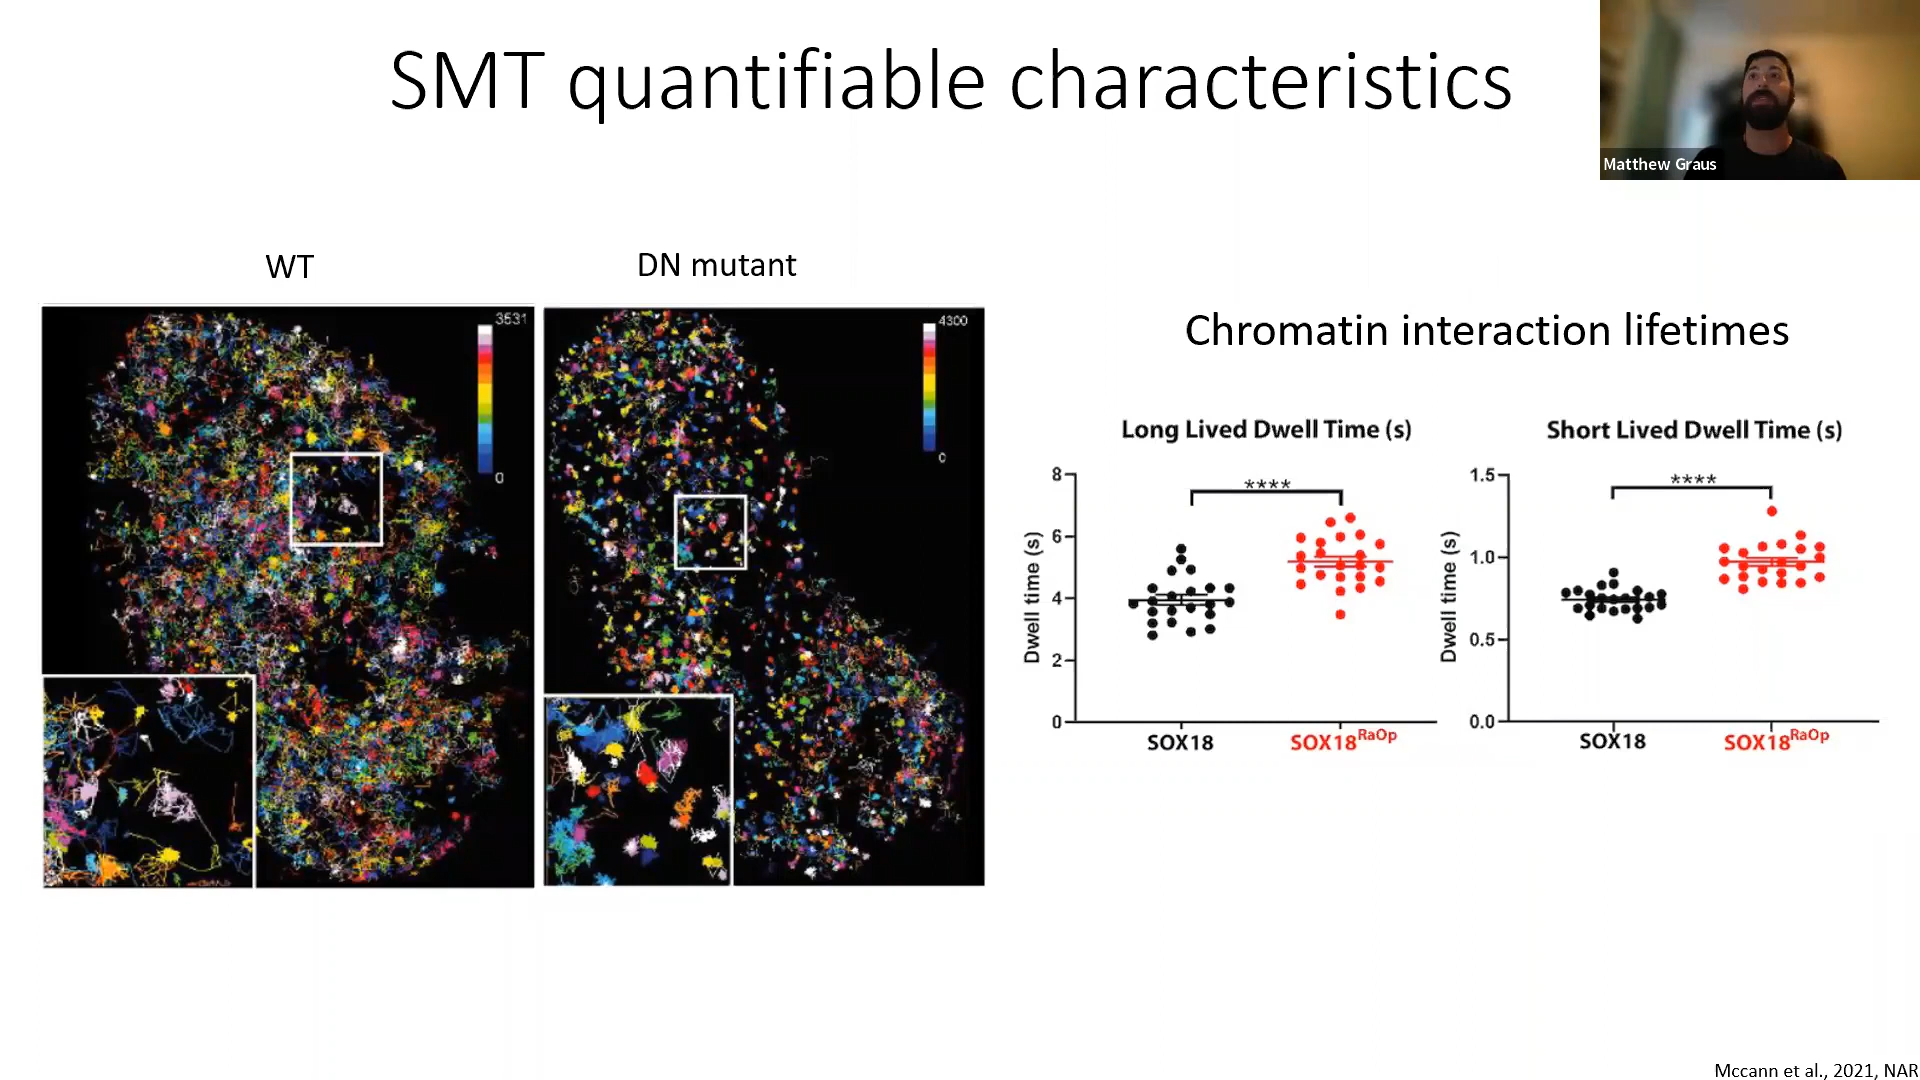 SMT quantifiable characteristics
Matthew Graus
WT
DN mutant
3531
0
4300
0
Chromatin interaction lifetimes
Long Lived Dwell Time (s)
****
Dwell time (s)
8
6
4
2
0
SOX18
SOX18RaOp
Short Lived Dwell Time (s)
****
Dwell time (s)
1.5
1.0
0.5
0.0
SOX18
SOX18RaOp
Mccann et al., 2021, NAR